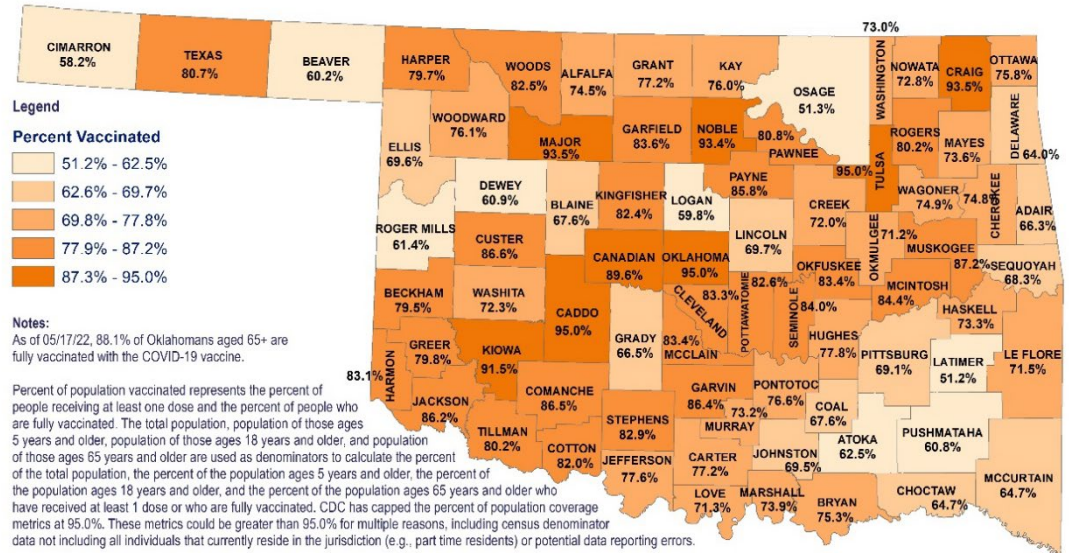 73.0%
CIMARRON
58.2%
TEXAS
80.7%
BEAVER
60.2%
HARPER
79.7%
WOODS
82.5%
ALFALFA
74.5%
GRANT
77.2%
KAY
76.0%
OSAGE
51.3%
WASHINGTON
NOWATA
72.8%
CRAIG
93.5%
OTTAWA
75.8%
Legend
Percent Vaccinated
51.2% - 62.5%
62.6% - 69.7%
69.8% - 77.8%
77.9% - 87.2%
87.3% - 95.0%
ELLIS
69.6%
WOODWARD
76.1%
MAJOR
93.5%
GARFIELD
83.6%
NOBLE
93.4%
80.8%
PAWNEE
95.0%
TULSA
ROGERS
80.2%
MAYES
73.6%
DELAWARE
64.0%
DEWEY
60.9%
BLAINE
67.6%
KINGFISHER
82.4%
LOGAN
59.8%
PAYNE
85.8%
CREEK
72.0%
WAGONER
74.9%
74.8%
CHEROKEE
ADAIR
66.3%
ROGER MILLS
61.4%
CUSTER
86.6%
CANADIAN
89.6%
OKLAHOMA
95.0%
LINCOLN
69.7%
OKMULGEE
71.2%
MUSKOGEE
87.2%
SEQUOYAH
68.3%
BECKHAM
79.5%
WASHITA
72.3%
CADDO
95.0%
GRADY
66.5%
CLEVELAND
83.3%
POTTAWATOMIE
82.6%
SEMINOLE
84.0%
OKFUSKEE
83.4%
MCINTOSH
84.4%
HASKELL
73.3%
Notes:
As of 05/17/22, 88.1% of Oklahomans aged 65+ are
fully vaccinated with the COVID-19 vaccine.
83.1%
HARMON
GREER
79.8%
KIOWA
91.5%
83.4%
MCCLAIN
HUGHES
77.8%
PITTSBURG
69.1%
LATIMER
51.2%
LE FLORE
71.5%
JACKSON
86.2%
COMANCHE
86.5%
GARVIN
86.4%
PONTOTOC
76.6%
TILLMAN
80.2%
COTTON
82.0%
STEPHENS
82.9%
73.2%
MURRAY
COAL
67.6%
ATOKA
62.5%
PUSHMATAHA
60.8%
JEFFERSON
77.6%
CARTER
77.2%
JOHNSTON
69.5%
LOVE
71.3%
MARSHALL
73.9%
BRYAN
75.3%
CHOCTAW
64.7%
MCCURTAIN
64.7%
Percent of population vaccinated represents the percent of
people receiving at least one dose and the percent of people who
are fully vaccinated. The total population, population of those ages
5 years and older, population of those ages 18 years and older, and population
of those ages 65 years and older are used as denominators to calculate the percent
of the total population, the percent of the population ages 5 years and older, the percent of
the population ages 18 years and older, and the percent of the population ages 65 years and older who
have received at least 1 dose or who are fully vaccinated. CDC has capped the percent of population coverage
metrics at 95.0%. These metrics could be greater than 95.0% for multiple reasons, including census denominator
data not including all individuals that currently reside in the jurisdiction (e.g., part time residents) or potential data reporting errors.